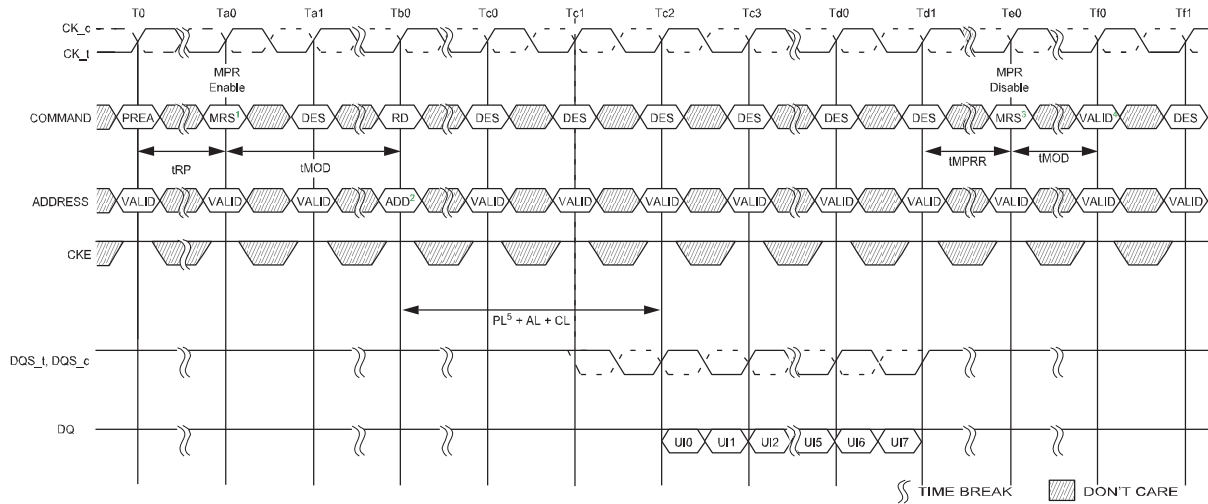 T0 Ta0 Ta1 Tb0 Tc0 Tc1 Tc2 Tc3 Td0 Td1 Te0 Tf0 Tf1
CK_c
CK_t
MPR
Enable
MPR
Disable
COMMAND PREA MRS1 DES RD DES DES DES DES DES DES MRS3 VALID4 DES
tRP tMOD tMPRR tMOD
ADDRESS VALID VALID VALID ADD2 VALID VALID VALID VALID VALID VALID VALID VALID VALID
CKE
PL5 + AL + CL
DQS_t, DQS_c
DQ UI0 UI1 UI2 UI5 UI6 UI7
TIME BREAK DON'T CARE